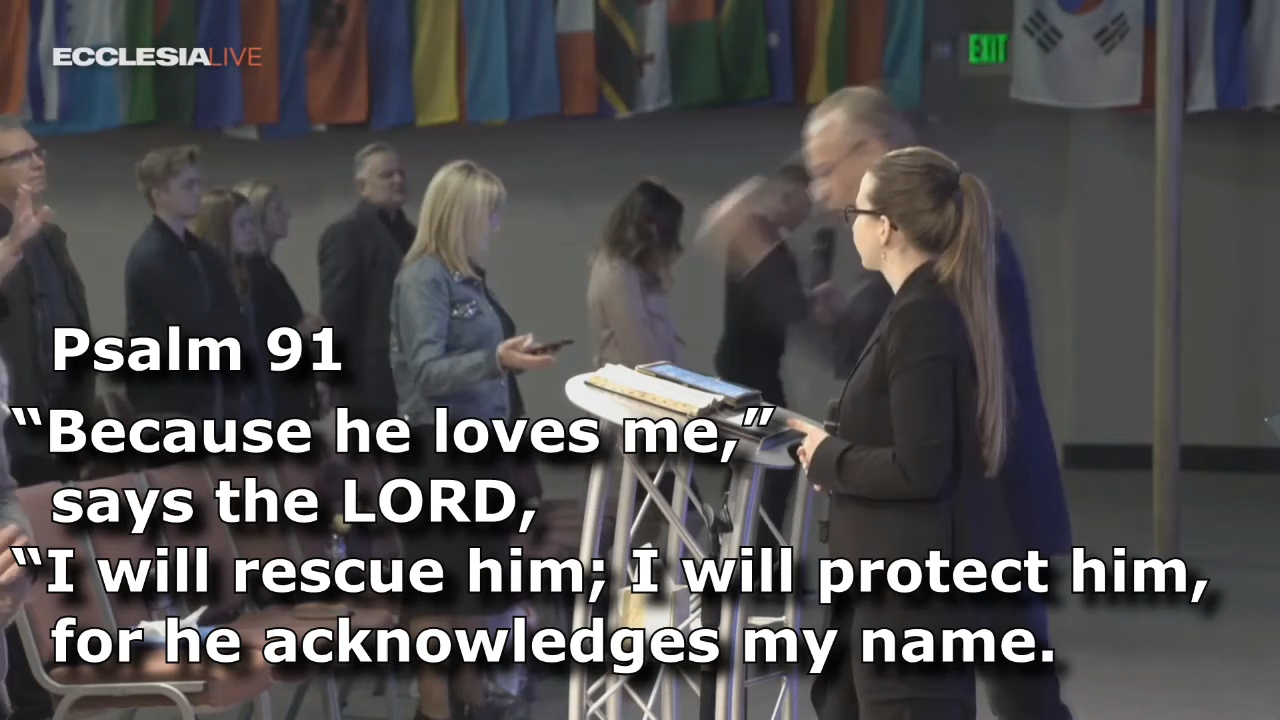 ECCLESIALIVE
EXIT
Psalm 91
“Because he loves me,”
says the LORD,
“I will rescue him; I will protect him,
for he acknowledges my name.